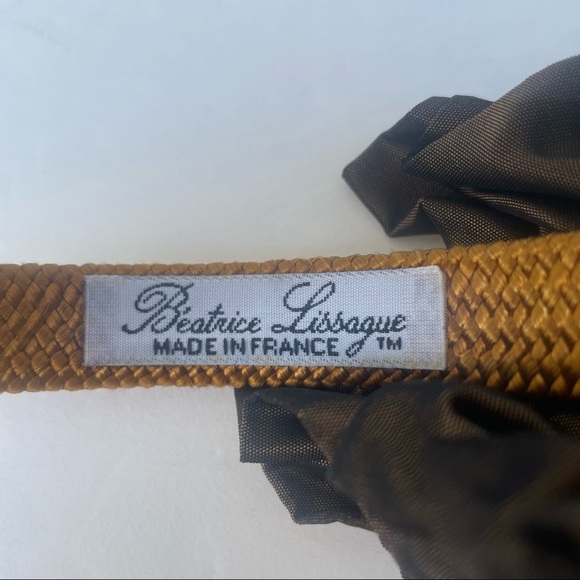 Béatrice Lissague
MADE IN FRANCE ™